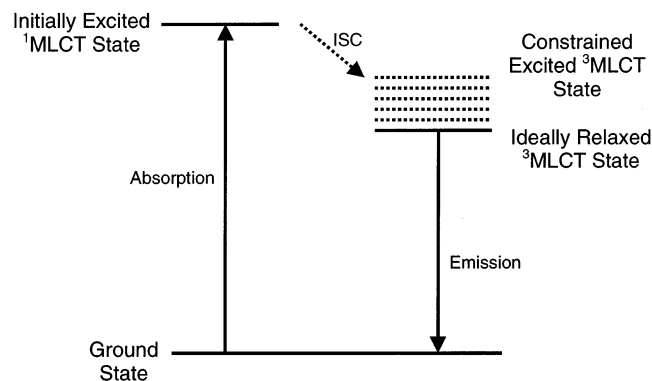 Initially Excited
¹MLCT State
ISC
Constrained
Excited ³MLCT
State
Ideally Relaxed
³MLCT State
Absorption
Emission
Ground
State